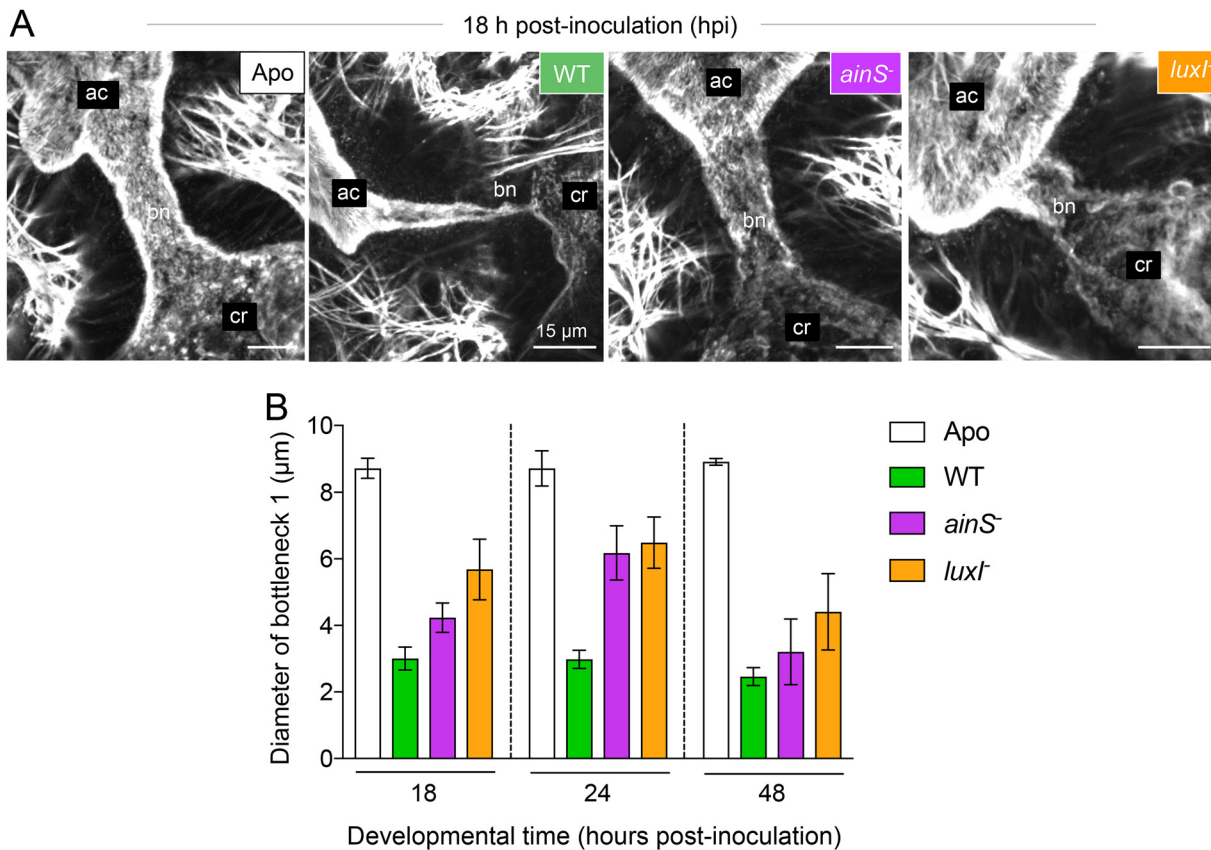 A
18 h post-inoculation (hpi)
Apo
ac
bn
cr
WT
ac
bn
cr
15 µm
ainS-
ac
bn
cr
luxI-
ac
bn
cr
B
Diameter of bottleneck 1 (µm)
10
8
6
4
2
0
18
24
48
Developmental time (hours post-inoculation)
Apo
WT
ainS-
luxI-